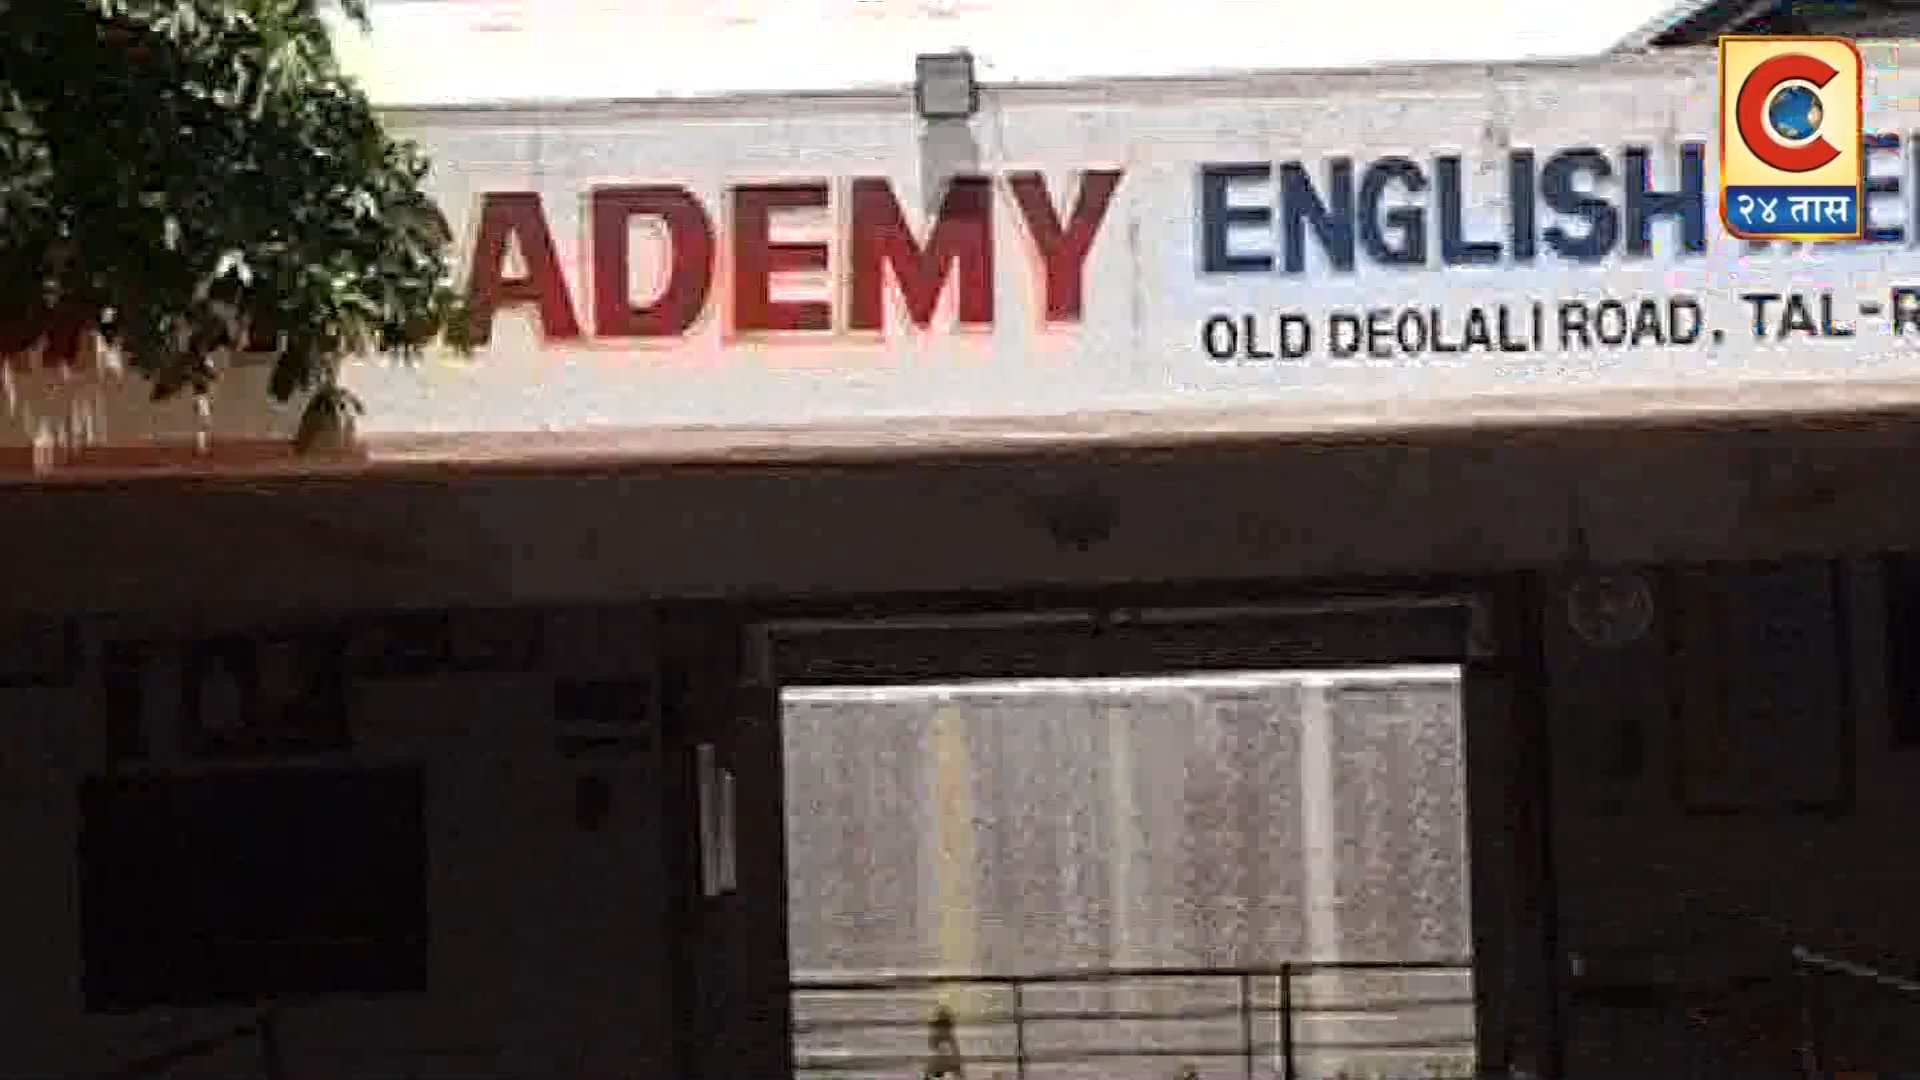 ADEMY ENGLISH
OLD DEOLALI ROAD, TAL-R
C
२४ तास